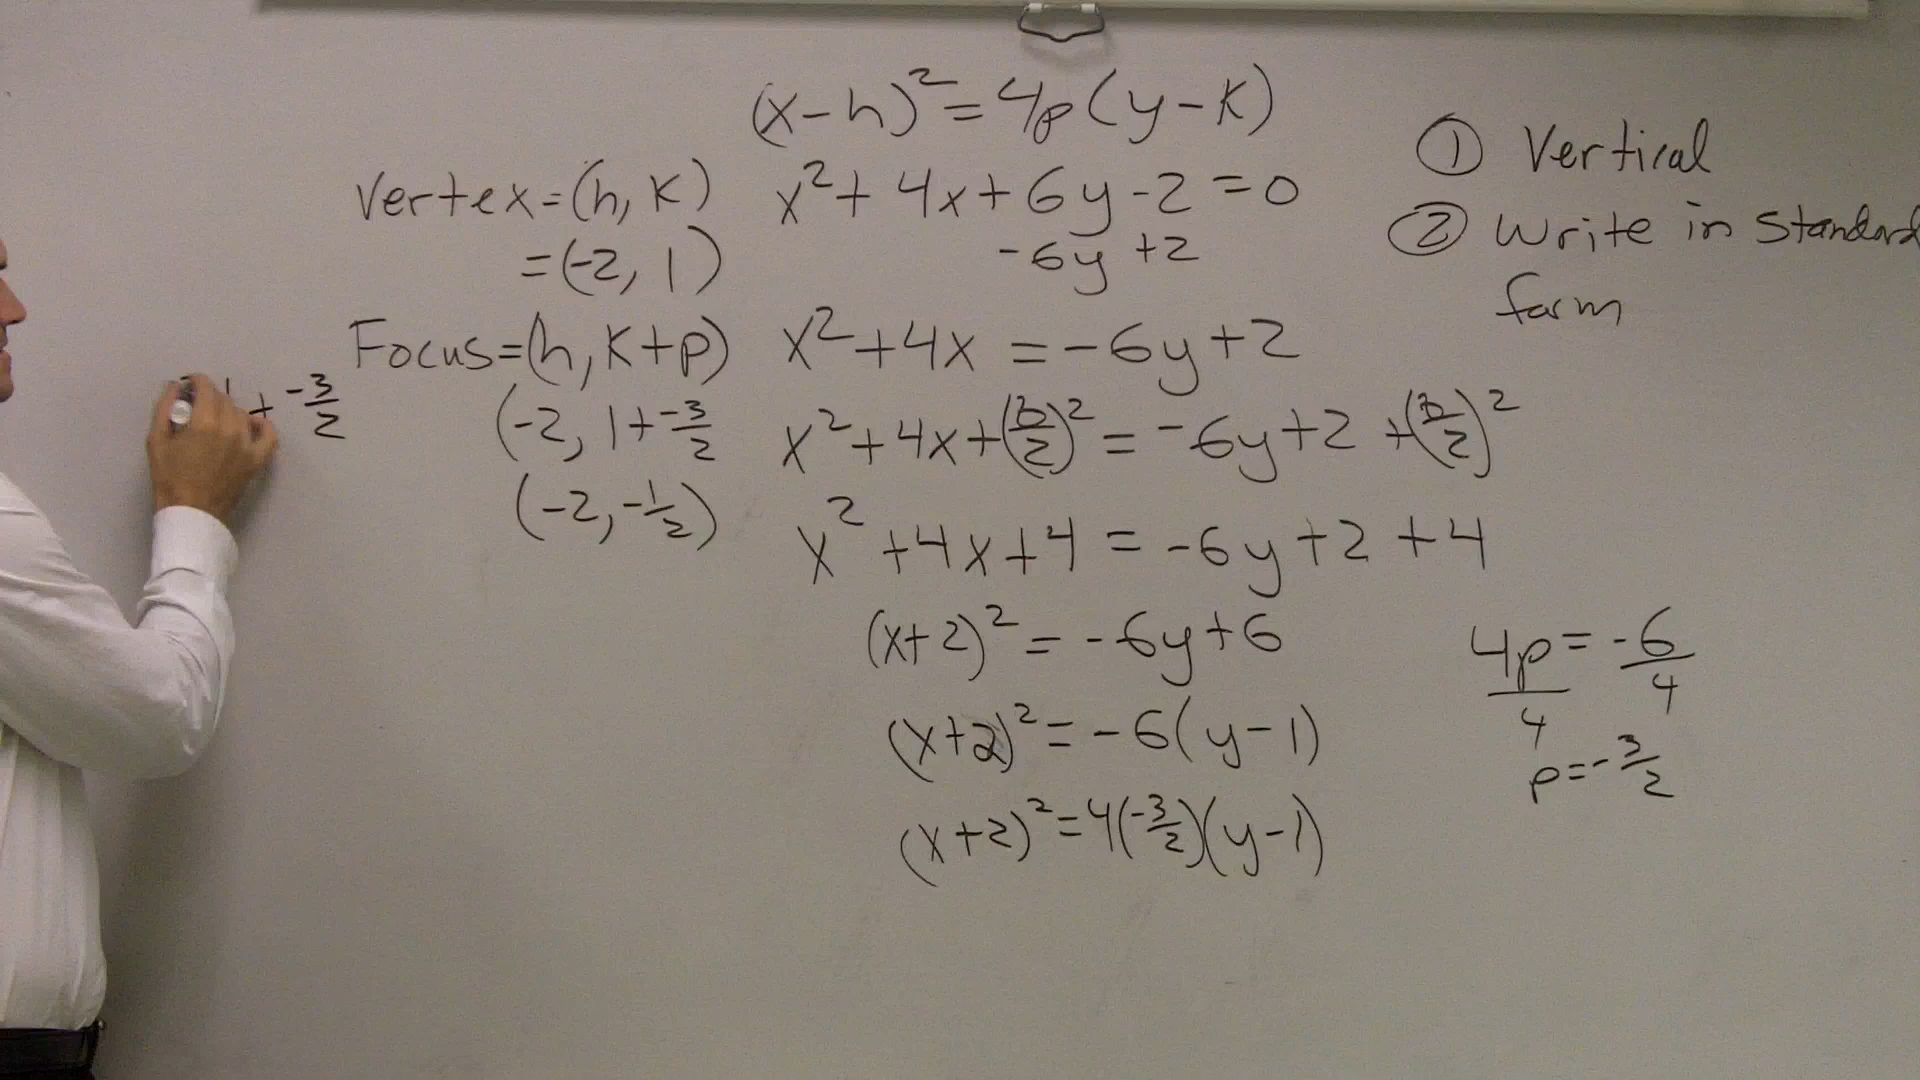 (x-h)² = 4p(y-k)
① Vertical
Vertex = (h, k)
x² + 4x + 6y - 2 = 0
② Write in standard
form
= (-2, 1)
-6y +2
Focus = (h, k+p)
x² + 4x = -6y + 2
+ -3/2
(-2, 1 + -3/2
x² + 4x + (b/2)² = -6y + 2 + (b/2)²
(-2, -1/2)
x² + 4x + 4 = -6y + 2 + 4
(x+2)² = -6y + 6
4p/4 = -6/4
(x+2)² = -6(y-1)
p = -3/2
(x+2)² = 4(-3/2)(y-1)